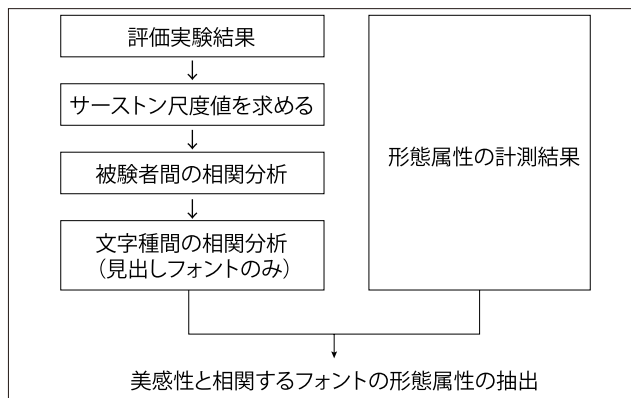 評価実験結果
サーストン尺度値を求める
被験者間の相関分析
文字種間の相関分析
（見出しフォントのみ）
形態属性の計測結果
美感性と相関するフォントの形態属性の抽出